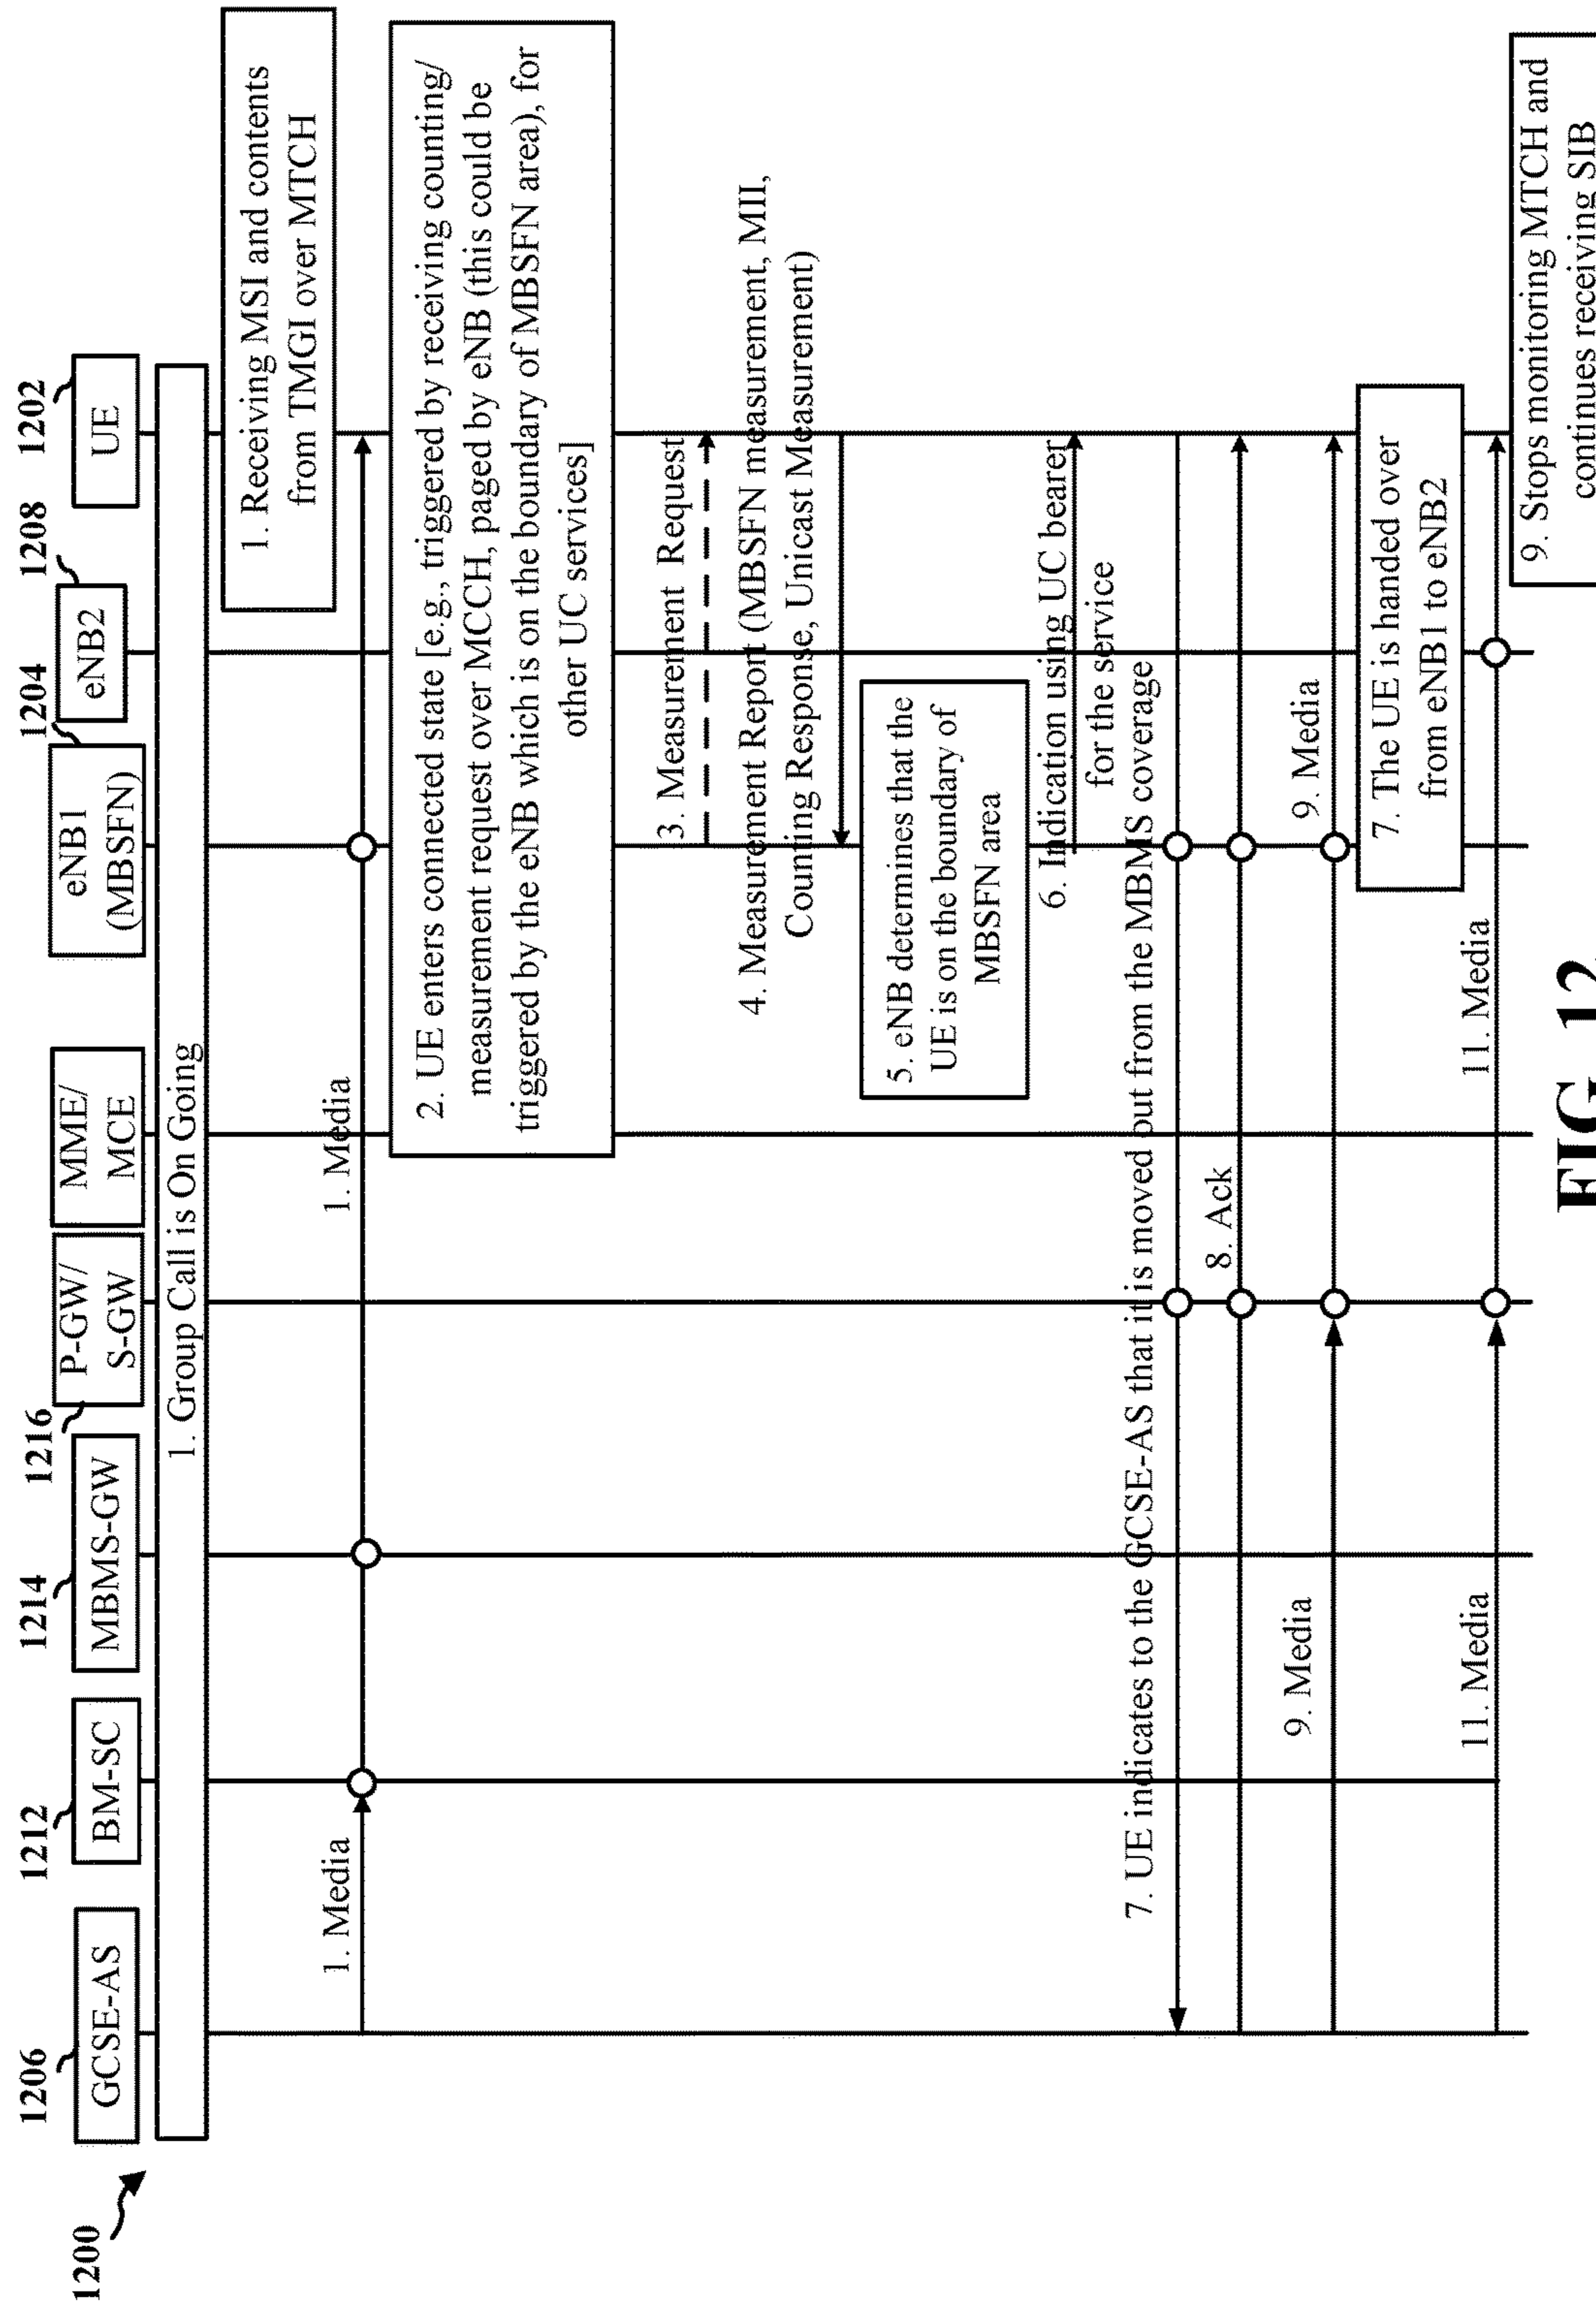 1200
1206
1212
1214
1216
1204
1208
1202
GCSE-AS
BM-SC
MBMS-GW
P-GW/
S-GW
MME/
MCE
eNB1
(MBSFN)
eNB2
UE
1. Group Call is On Going
1. Receiving MSI and contents
from TMGI over MTCH
1. Media
1. Media
2. UE enters connected state [e.g., triggered by receiving counting/
measurement request over MCCH, paged by eNB (this could be
triggered by the eNB which is on the boundary of MBSFN area), for
other UC services]
3. Measurement Request
4. Measurement Report (MBSFN measurement, MII,
Counting Response, Unicast Measurement)
5. eNB determines that the
UE is on the boundary of
MBSFN area
6. Indication using UC bearer
for the service
7. UE indicates to the GCSE-AS that it is moved out from the MBMS coverage
8. Ack
9. Media
9. Media
7. The UE is handed over
from eNB1 to eNB2
11. Media
11. Media
9. Stops monitoring MTCH and
continues receiving SIB
FIG. 12